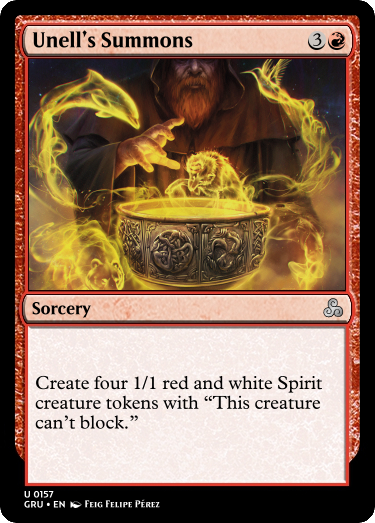 Unell's Summons 3
Sorcery
Create four 1/1 red and white Spirit
creature tokens with “This creature
can't block.”
U 0157
GRU • EN Feig Felipe Pérez